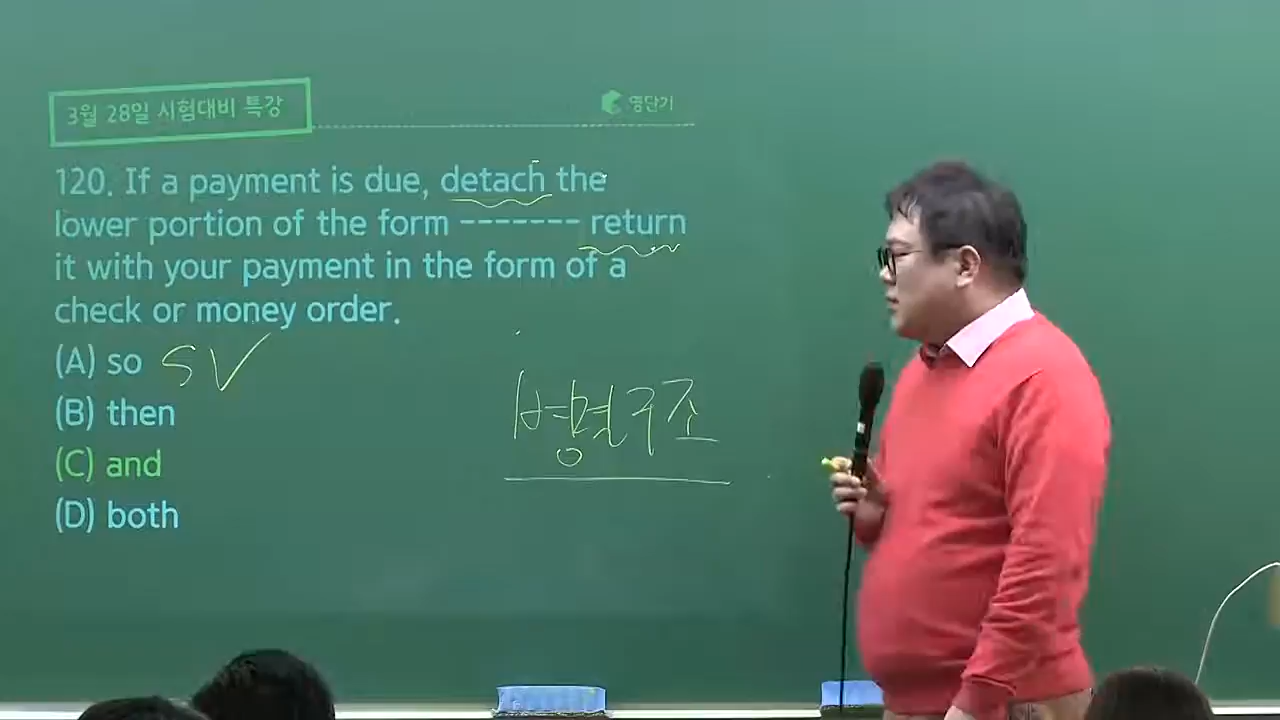 3월 28일 시험대비 특강
영단기
120. If a payment is due, detach the
lower portion of the form ------- return
it with your payment in the form of a
check or money order.
(A) so SV
(B) then
병렬구조
(C) and
(D) both